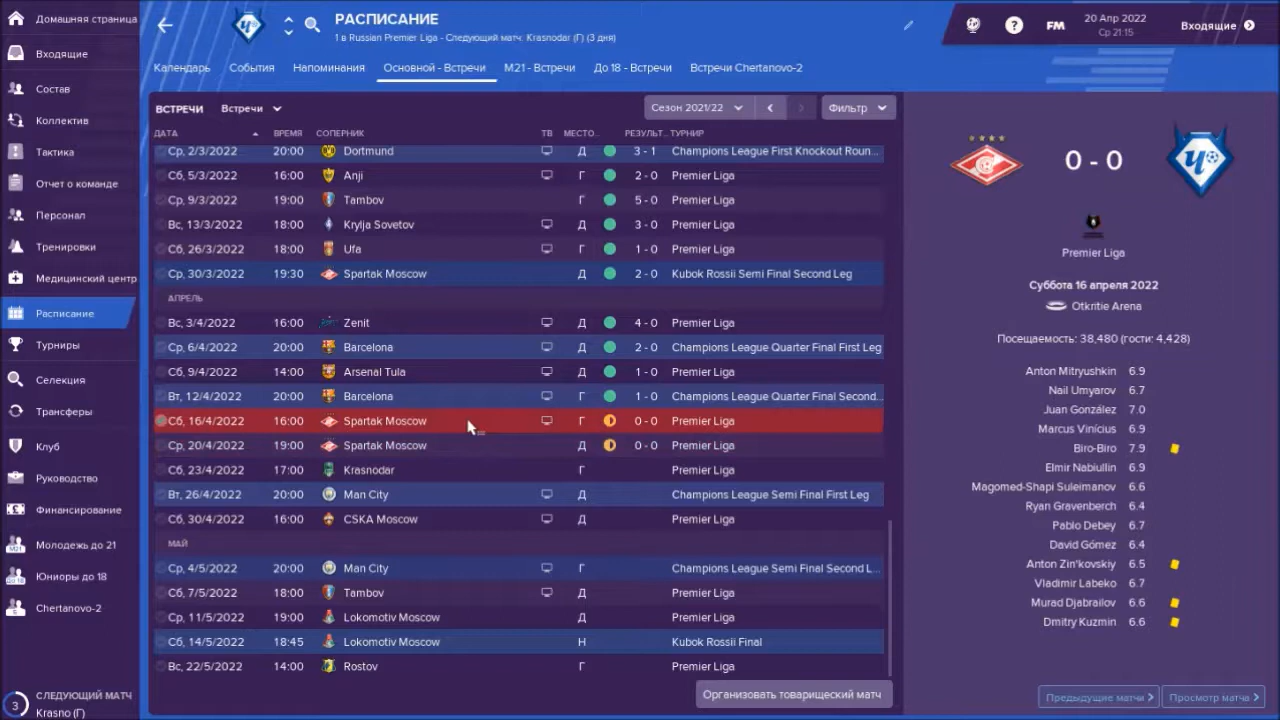 Домашняя страница
Входящие
Состав
Коллектив
Тактика
Отчет о команде
Персонал
Тренировки
Медицинский центр
Расписание
Турниры
Селекция
Трансферы
Клуб
Руководство
Финансирование
Молодежь до 21
Юниоры до 18
Chertanovo-2
3 СЛЕДУЮЩИЙ МАТЧ
Krasno (Г)
РАСПИСАНИЕ
1 в Russian Premier Liga - Следующий матч: Krasnodar (Г) (3 дня)
? FM 20 Апр 2022 Ср 21:15 Входящие
Календарь События Напоминания Основной - Встречи M21 - Встречи До 18 - Встречи Встречи Chertanovo-2
ВСТРЕЧИ Встречи Сезон 2021/22 Фильтр
ДАТА ВРЕМЯ СОПЕРНИК ТВ МЕСТО.. РЕЗУЛЬТ.. ТУРНИР
Ср, 2/3/2022 20:00 Dortmund Д 3 - 1 Champions League First Knockout Roun...
Сб, 5/3/2022 16:00 Anji Г 2 - 0 Premier Liga
Ср, 9/3/2022 19:00 Tambov Г 5 - 0 Premier Liga
Вс, 13/3/2022 18:00 Krylja Sovetov Д 3 - 0 Premier Liga
Сб, 26/3/2022 18:00 Ufa Г 1 - 0 Premier Liga
Ср, 30/3/2022 19:30 Spartak Moscow Д 2 - 0 Kubok Rossii Semi Final Second Leg
АПРЕЛЬ
Вс, 3/4/2022 16:00 Zenit Д 4 - 0 Premier Liga
Ср, 6/4/2022 20:00 Barcelona Д 2 - 0 Champions League Quarter Final First Leg
Сб, 9/4/2022 14:00 Arsenal Tula Д 1 - 0 Premier Liga
Вт, 12/4/2022 20:00 Barcelona Г 1 - 0 Champions League Quarter Final Second...
Сб, 16/4/2022 16:00 Spartak Moscow Г 0 - 0 Premier Liga
Ср, 20/4/2022 19:00 Spartak Moscow Д 0 - 0 Premier Liga
Сб, 23/4/2022 17:00 Krasnodar Г Premier Liga
Вт, 26/4/2022 20:00 Man City Д Champions League Semi Final First Leg
Сб, 30/4/2022 16:00 CSKA Moscow Д Premier Liga
МАЙ
Ср, 4/5/2022 20:00 Man City Г Champions League Semi Final Second L...
Сб, 7/5/2022 18:00 Tambov Д Premier Liga
Ср, 11/5/2022 19:00 Lokomotiv Moscow Д Premier Liga
Сб, 14/5/2022 18:45 Lokomotiv Moscow Н Kubok Rossii Final
Вс, 22/5/2022 14:00 Rostov Г Premier Liga
Организовать товарищеский матч
0 - 0
Premier Liga
Суббота 16 апреля 2022
Otkritie Arena
Посещаемость: 38,480 (гости: 4,428)
Anton Mitryushkin 6.9
Nail Umyarov 6.7
Juan González 7.0
Marcus Vinícius 6.9
Biro-Biro 7.9
Elmir Nabiullin 6.9
Magomed-Shapi Suleimanov 6.6
Ryan Gravenberch 6.4
Pablo Debey 6.7
David Gómez 6.4
Anton Zin'kovskiy 6.5
Vladimir Labeko 6.7
Murad Djabrailov 6.6
Dmitry Kuzmin 6.6
Предыдущие матчи Просмотр матча